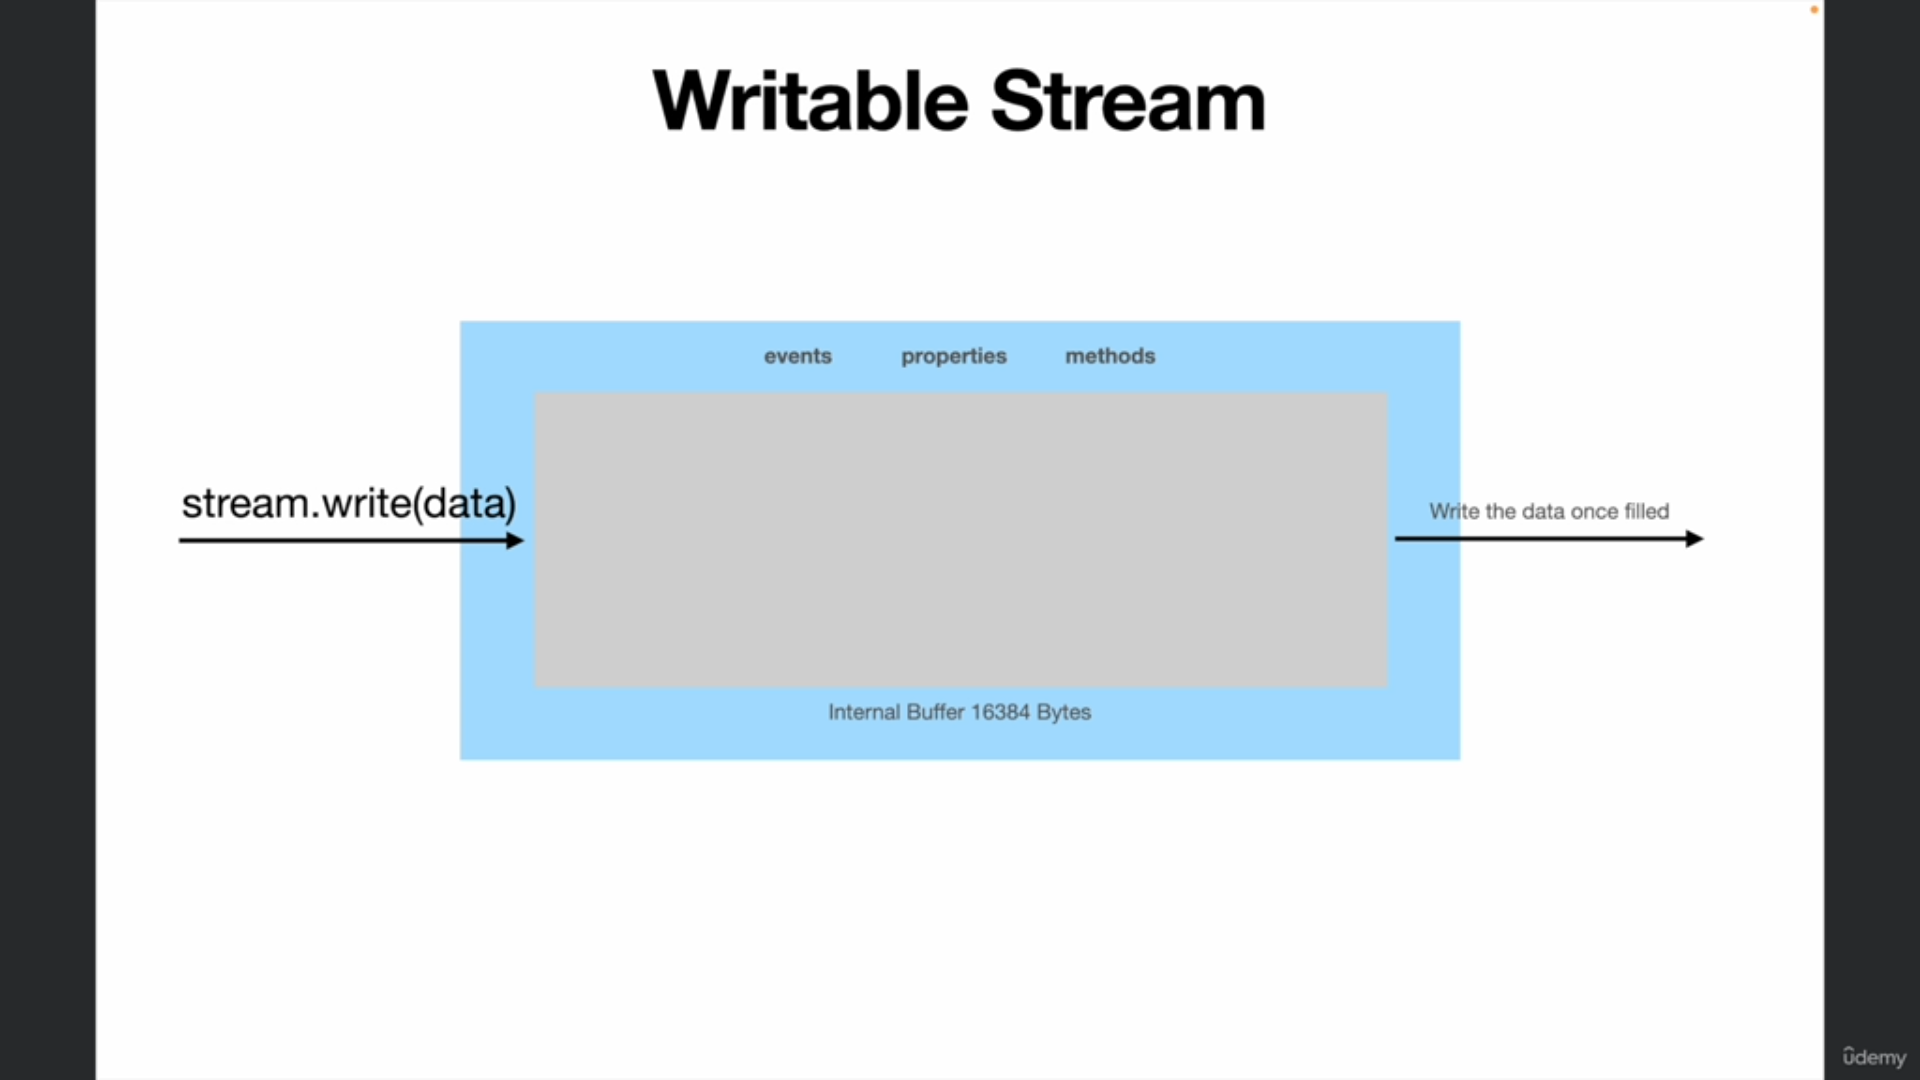 Writable Stream
events properties methods
stream.write(data)
Write the data once filled
Internal Buffer 16384 Bytes
ûdemy